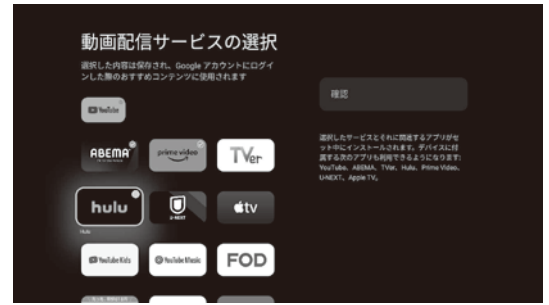 動画配信サービスの選択
選択した内容は保存され、Google アカウントにログイ
ンした際のおすすめコンテンツに使用されます
YouTube
ABEMA
prime video
TVer
hulu
U-NEXT
tv
Hulu
YouTube Kids
YouTube Music
FOD
確認
選択したサービスとそれに関連するアプリがセ
ット中にインストールされます。デバイスに付
属する次のアプリも利用できるようになります:
YouTube、ABEMA、TVer、Hulu、Prime Video、
U-NEXT、Apple TV。